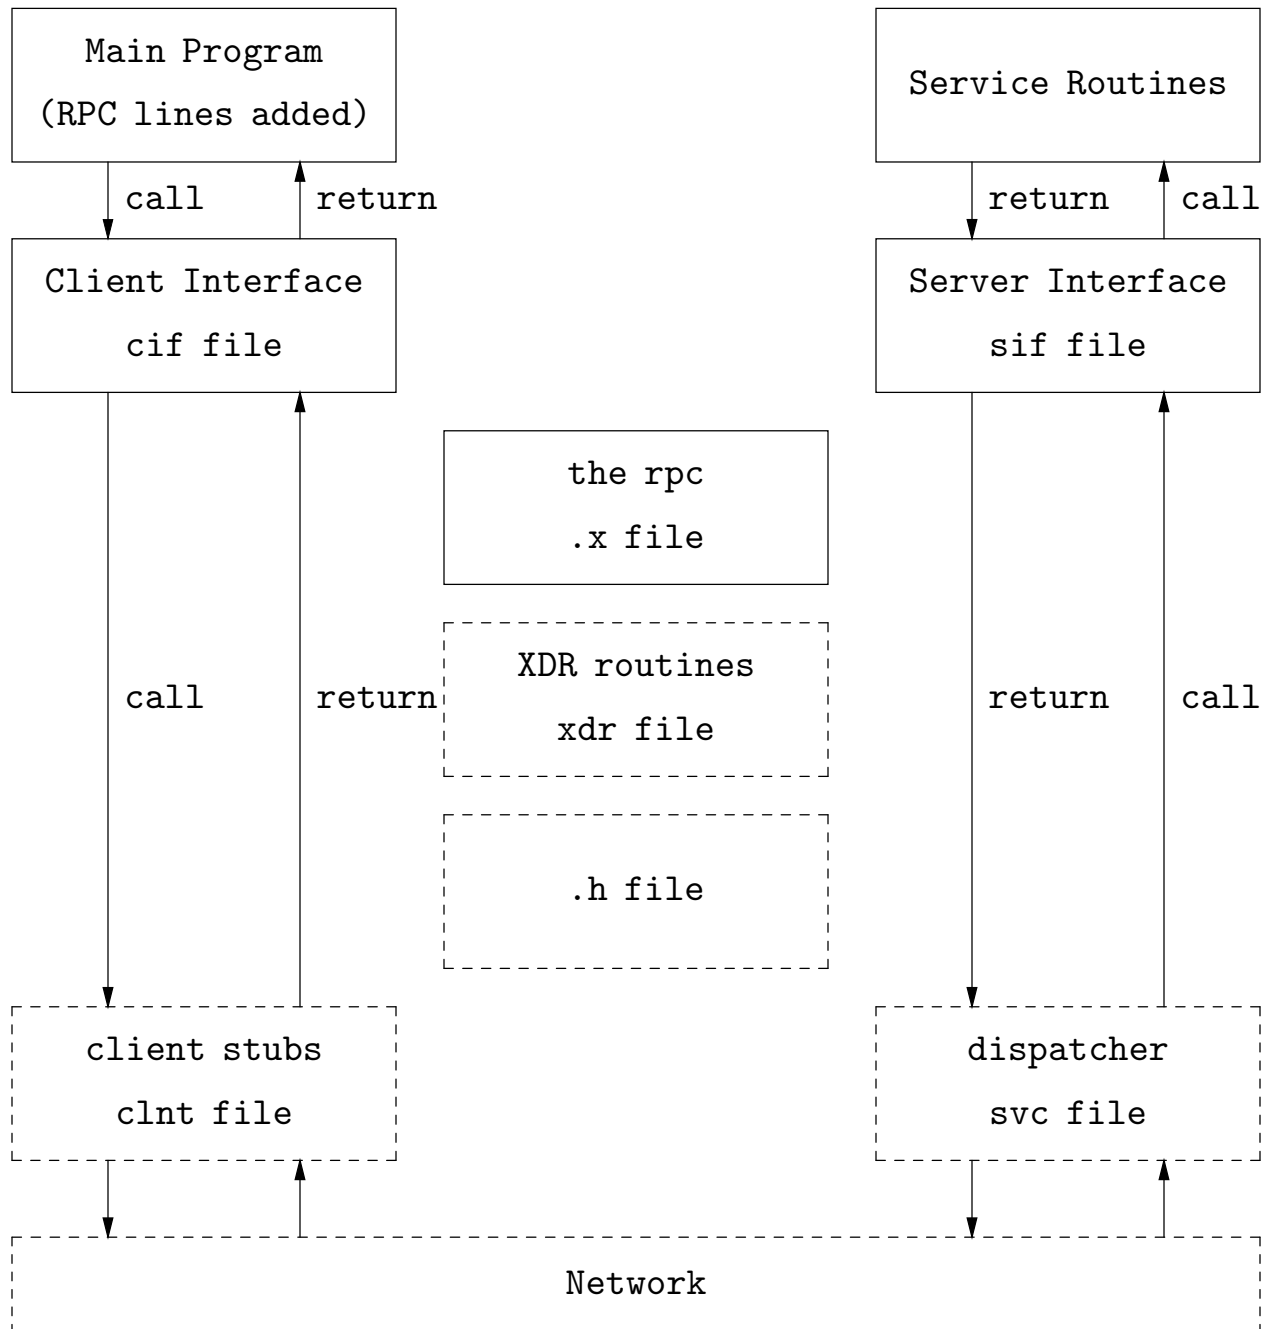 Main Program
(RPC lines added)
Service Routines
call
return
return
call
Client Interface
cif file
Server Interface
sif file
the rpc
.x file
XDR routines
xdr file
call
return
return
call
.h file
client stubs
clnt file
dispatcher
svc file
Network